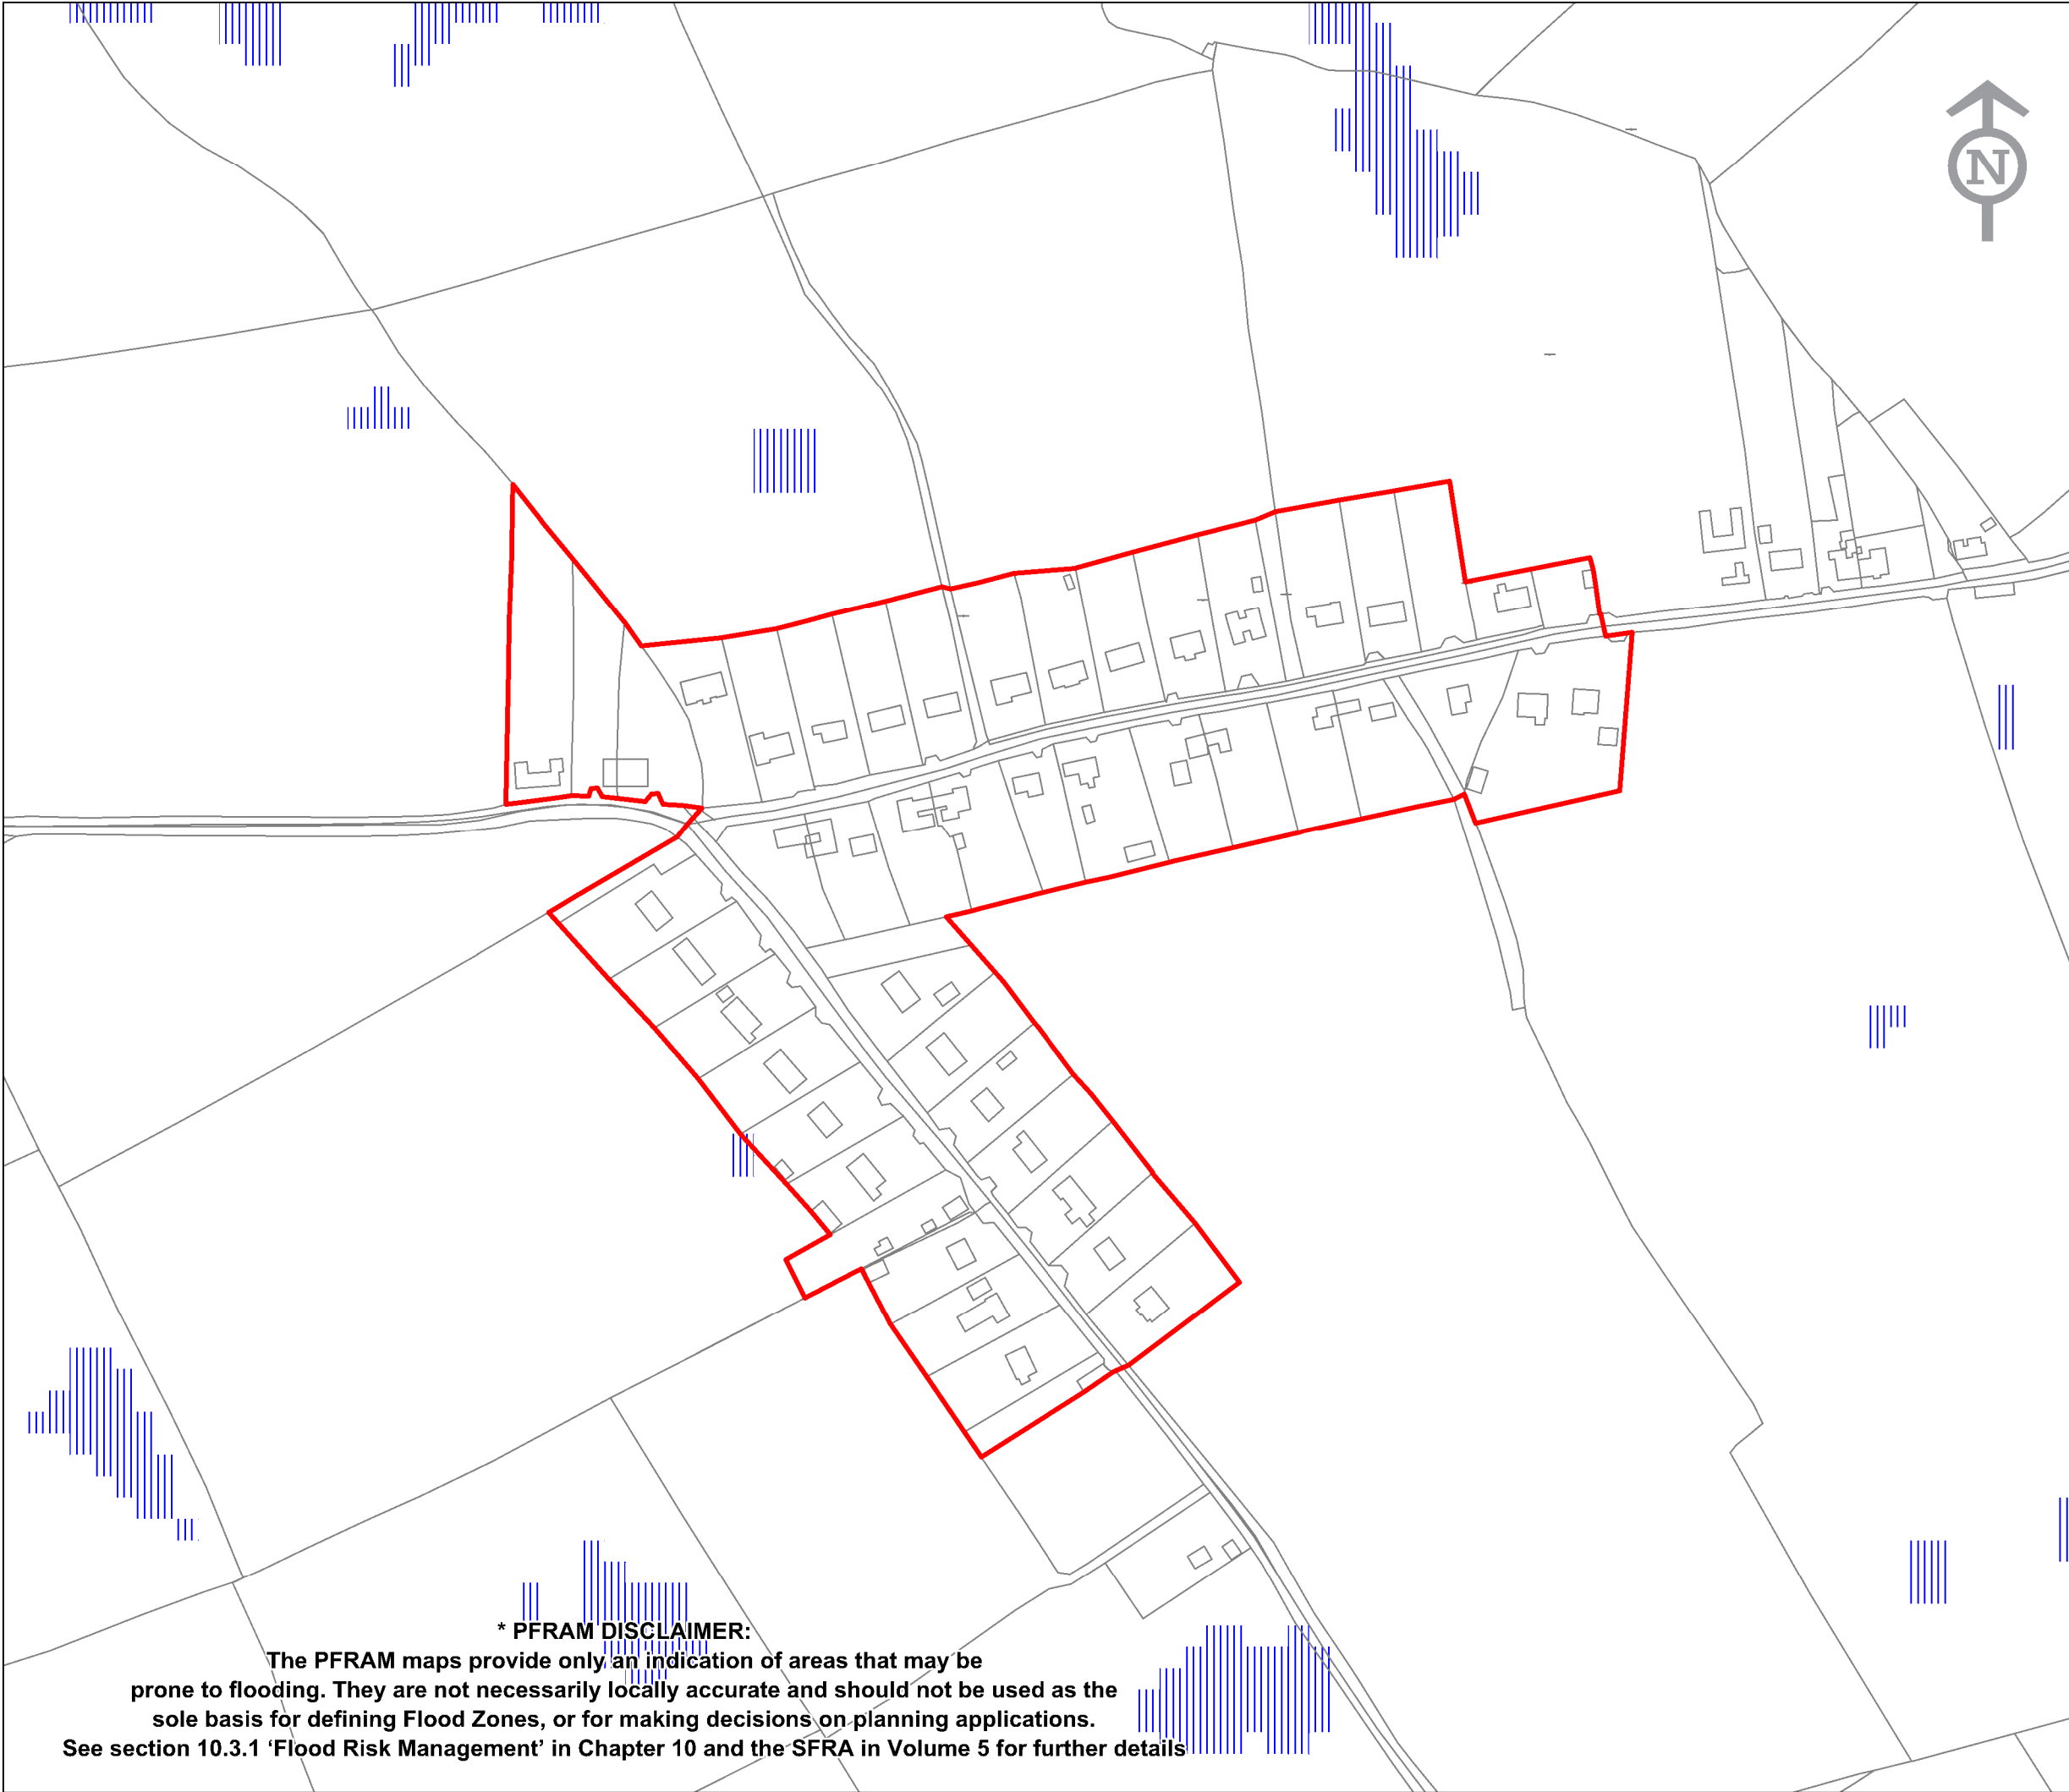 N
* PFRAM DISCLAIMER:
The PFRAM maps provide only an indication of areas that may be
prone to flooding. They are not necessarily locally accurate and should not be used as the
sole basis for defining Flood Zones, or for making decisions on planning applications.
See section 10.3.1 ‘Flood Risk Management’ in Chapter 10 and the SFRA in Volume 5 for further details